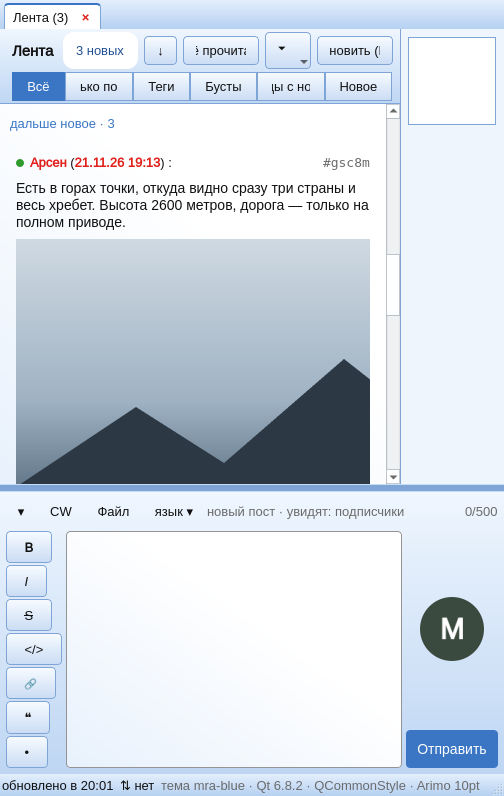 Лента (3) ×
Лента 3 новых ↓ ё прочита новить (
Всё ько по Теги Бусты ды с но Новое
дальше новое · 3
Арсен (21.11.26 19:13) : #gsc8m
Есть в горах точки, откуда видно сразу три страны и
весь хребет. Высота 2600 метров, дорога — только на
полном приводе.
▾ CW Файл язык ▾ новый пост · увидят: подписчики 0/500
B
I
S
</>
❝
•
M
Отправить
обновлено в 20:01 ⇅ нет тема mra-blue · Qt 6.8.2 · QCommonStyle · Arimo 10pt